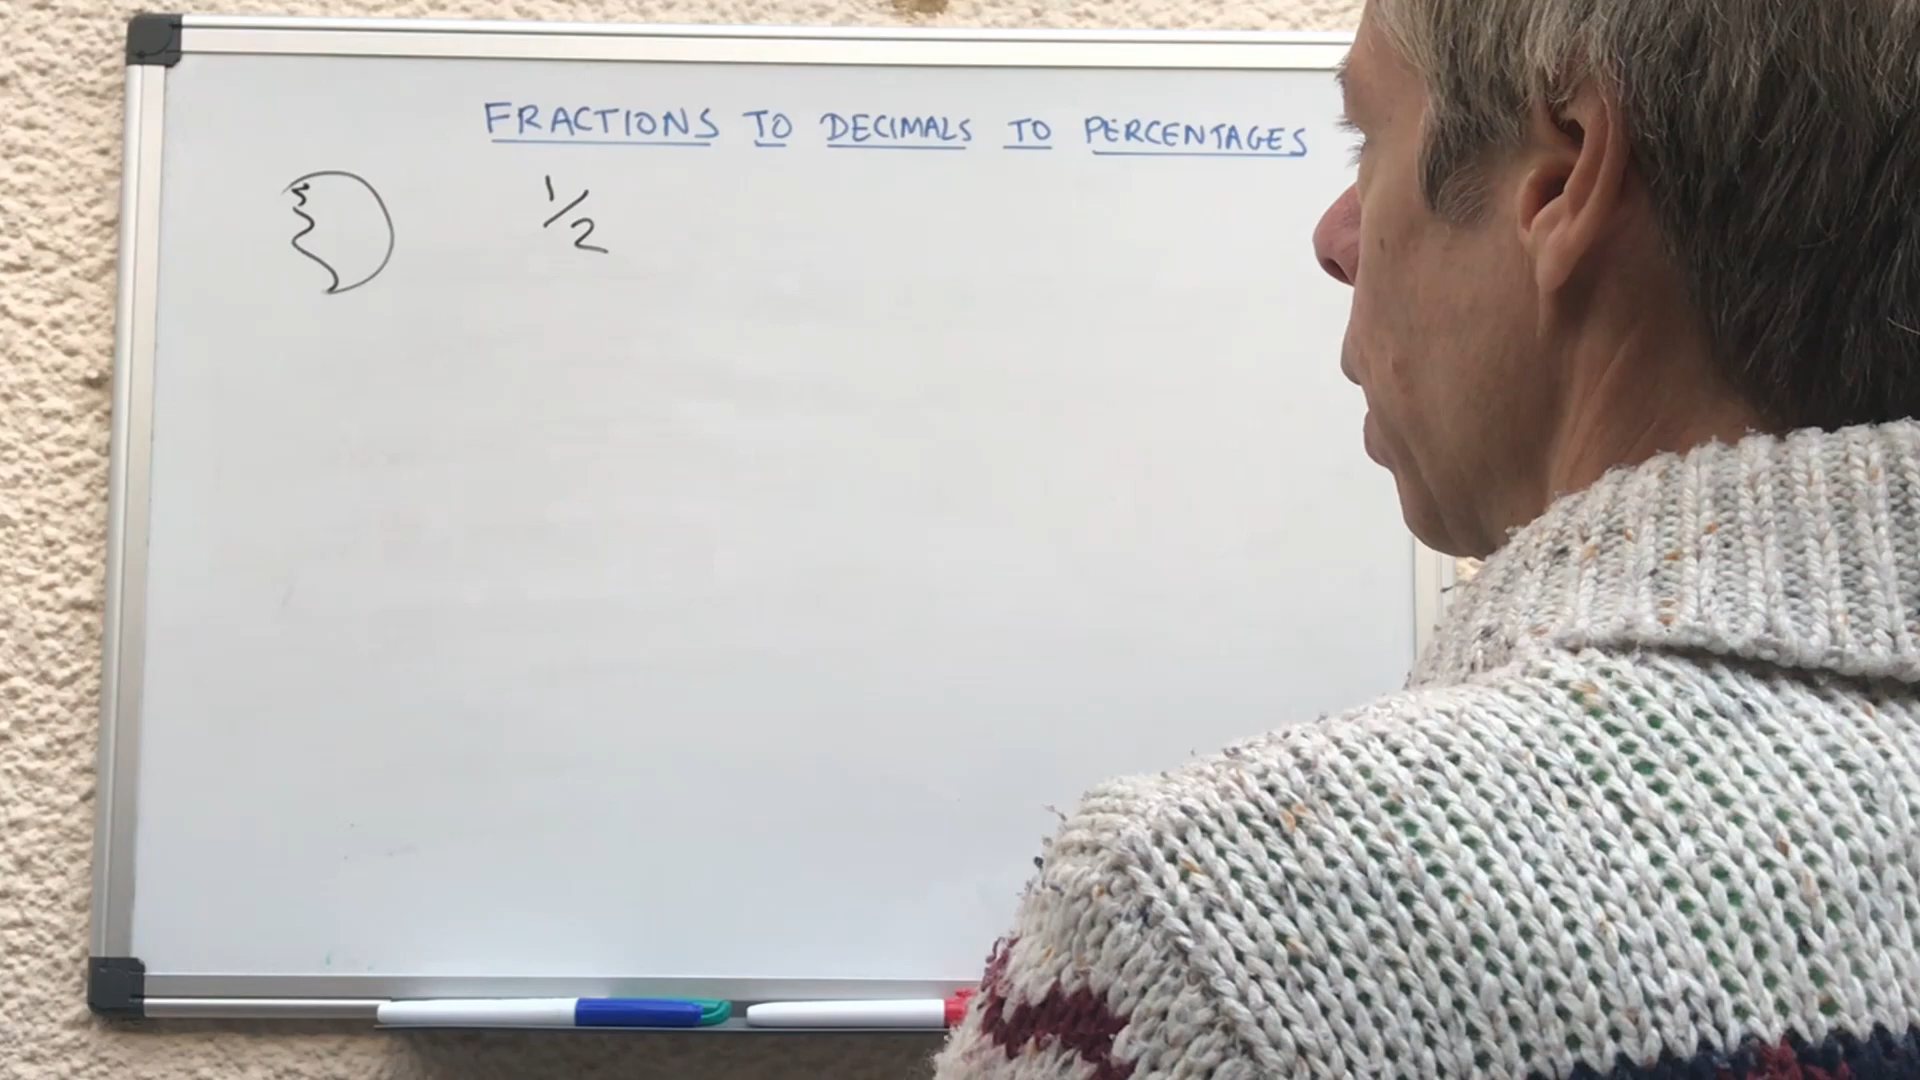 FRACTIONS TO DECIMALS TO PERCENTAGES
1/2